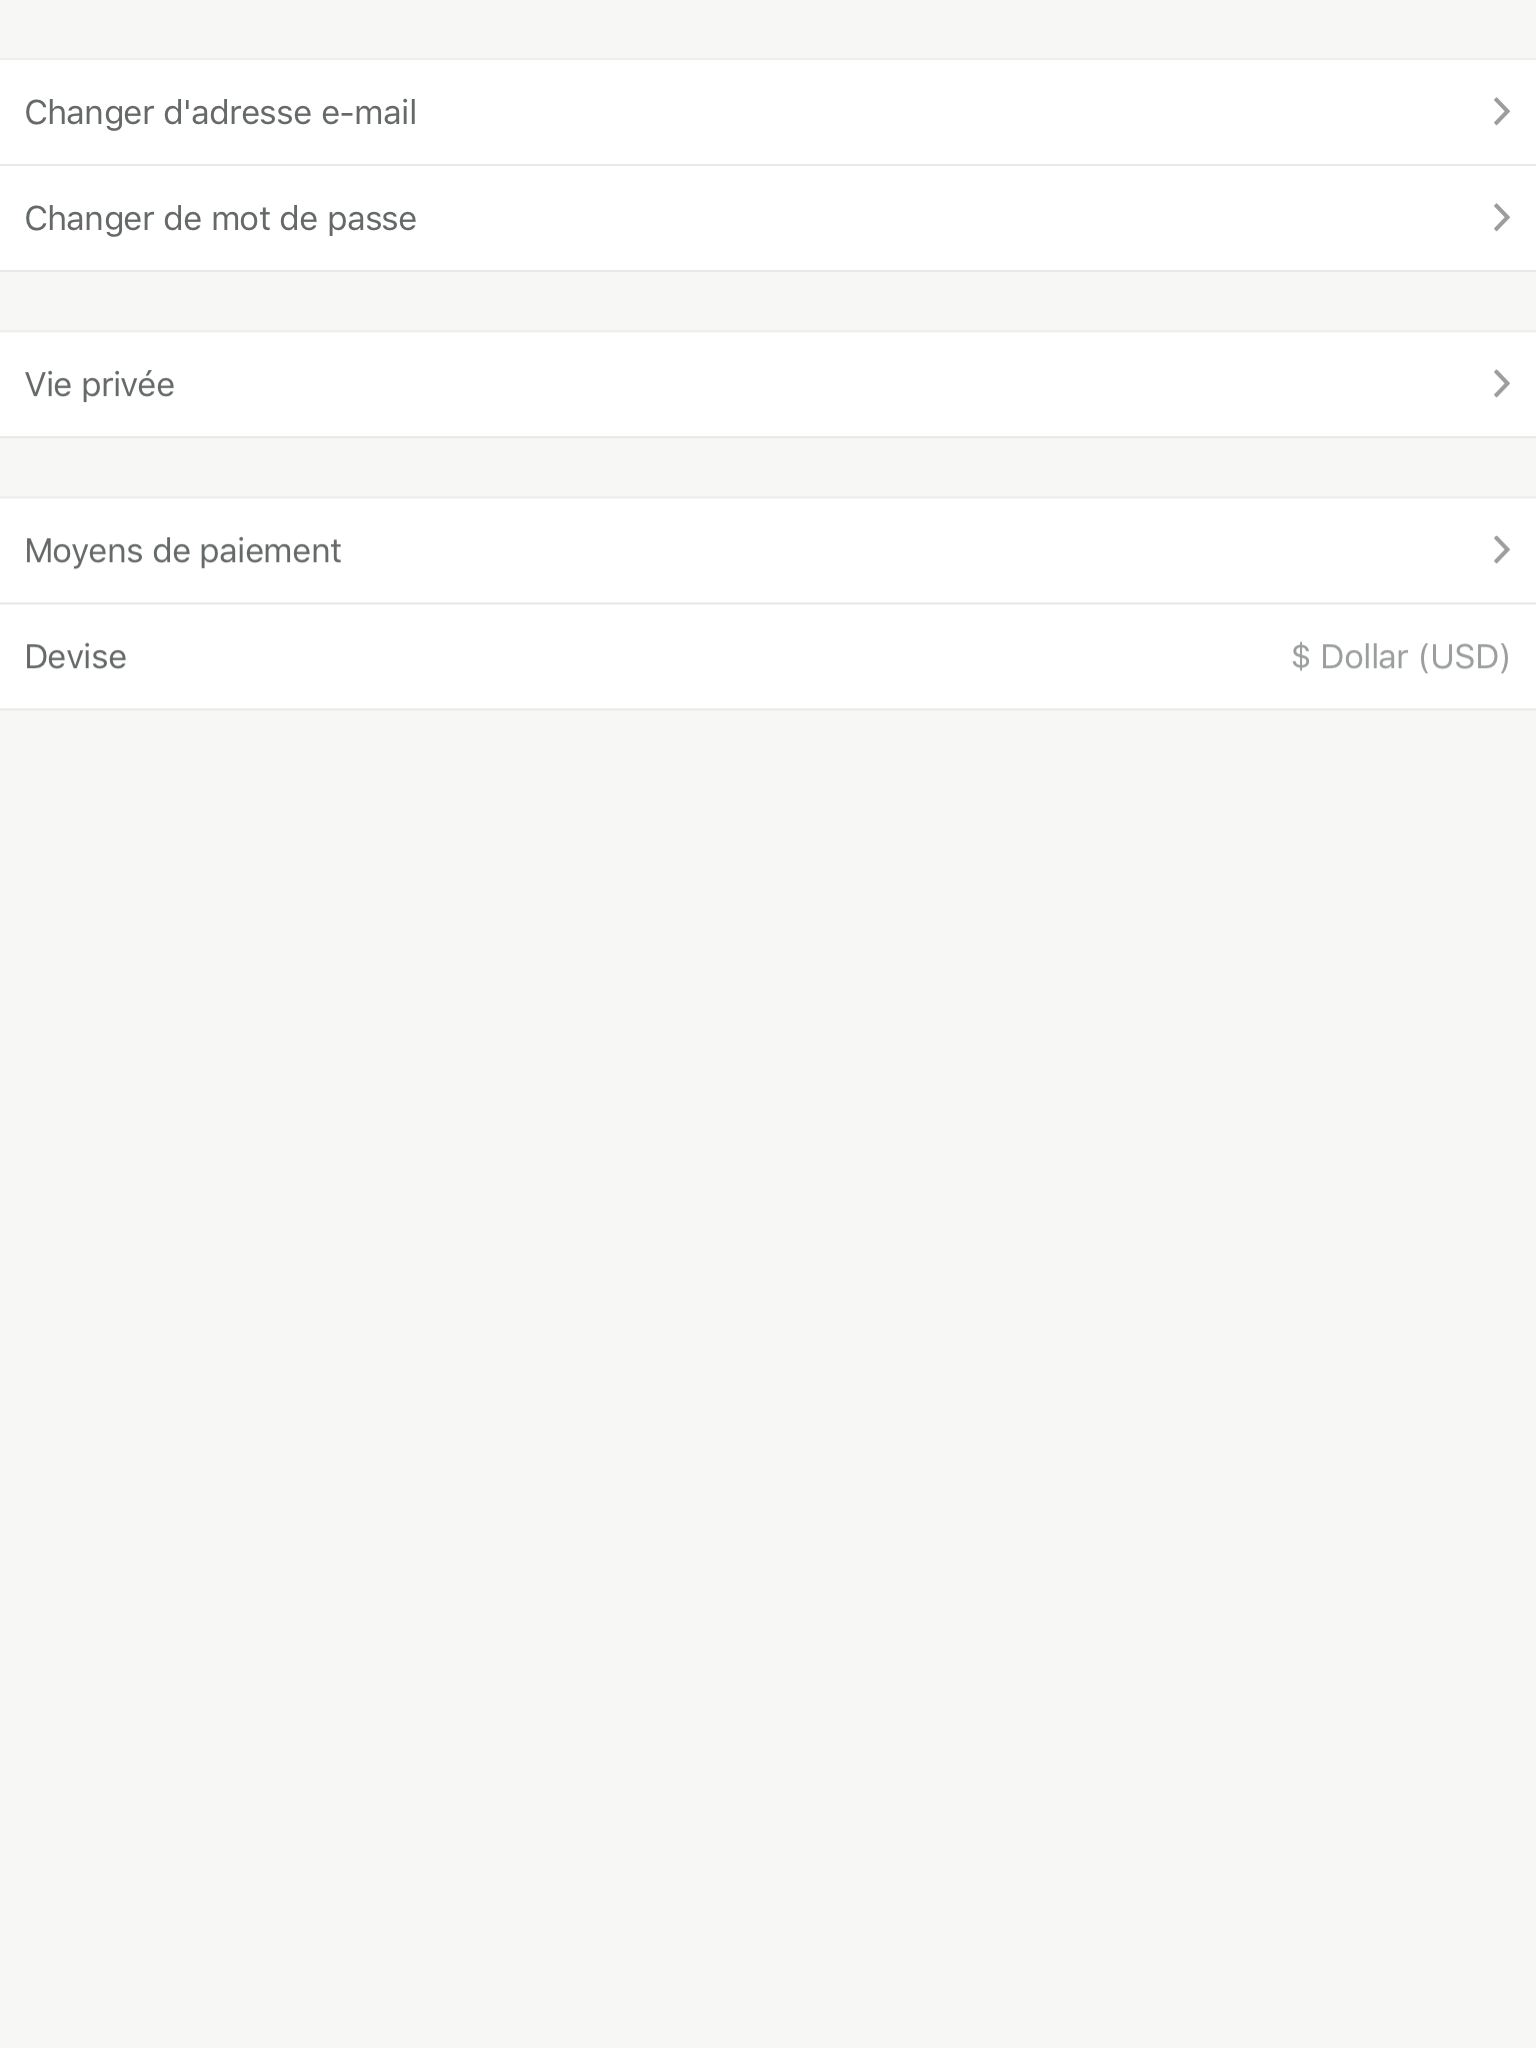 Changer d'adresse e-mail
Changer de mot de passe
Vie privée
Moyens de paiement
Devise $ Dollar (USD)